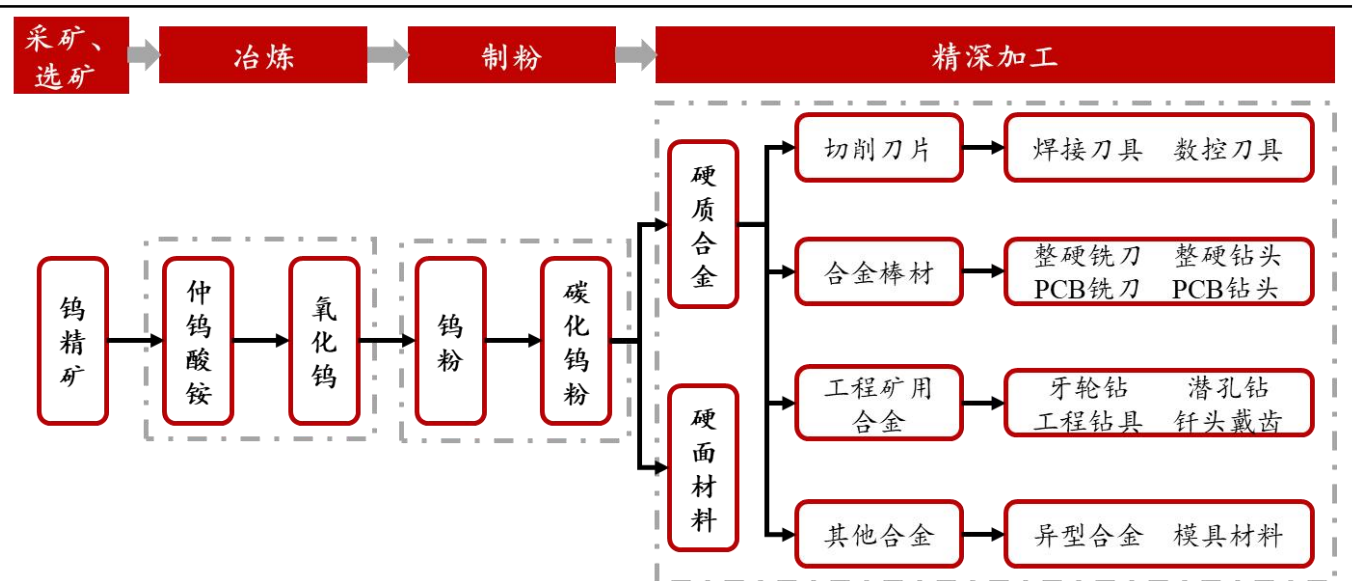 采矿、
选矿
冶炼
制粉
精深加工
钨精矿
仲钨酸铵
氧化钨
钨粉
碳化钨粉
硬质合金
硬面材料
切削刀片
焊接刀具 数控刀具
合金棒材
整硬铣刀 整硬钻头
PCB铣刀 PCB钻头
工程矿用
合金
牙轮钻 潜孔钻
工程钻具 钎头戴齿
其他合金
异型合金 模具材料